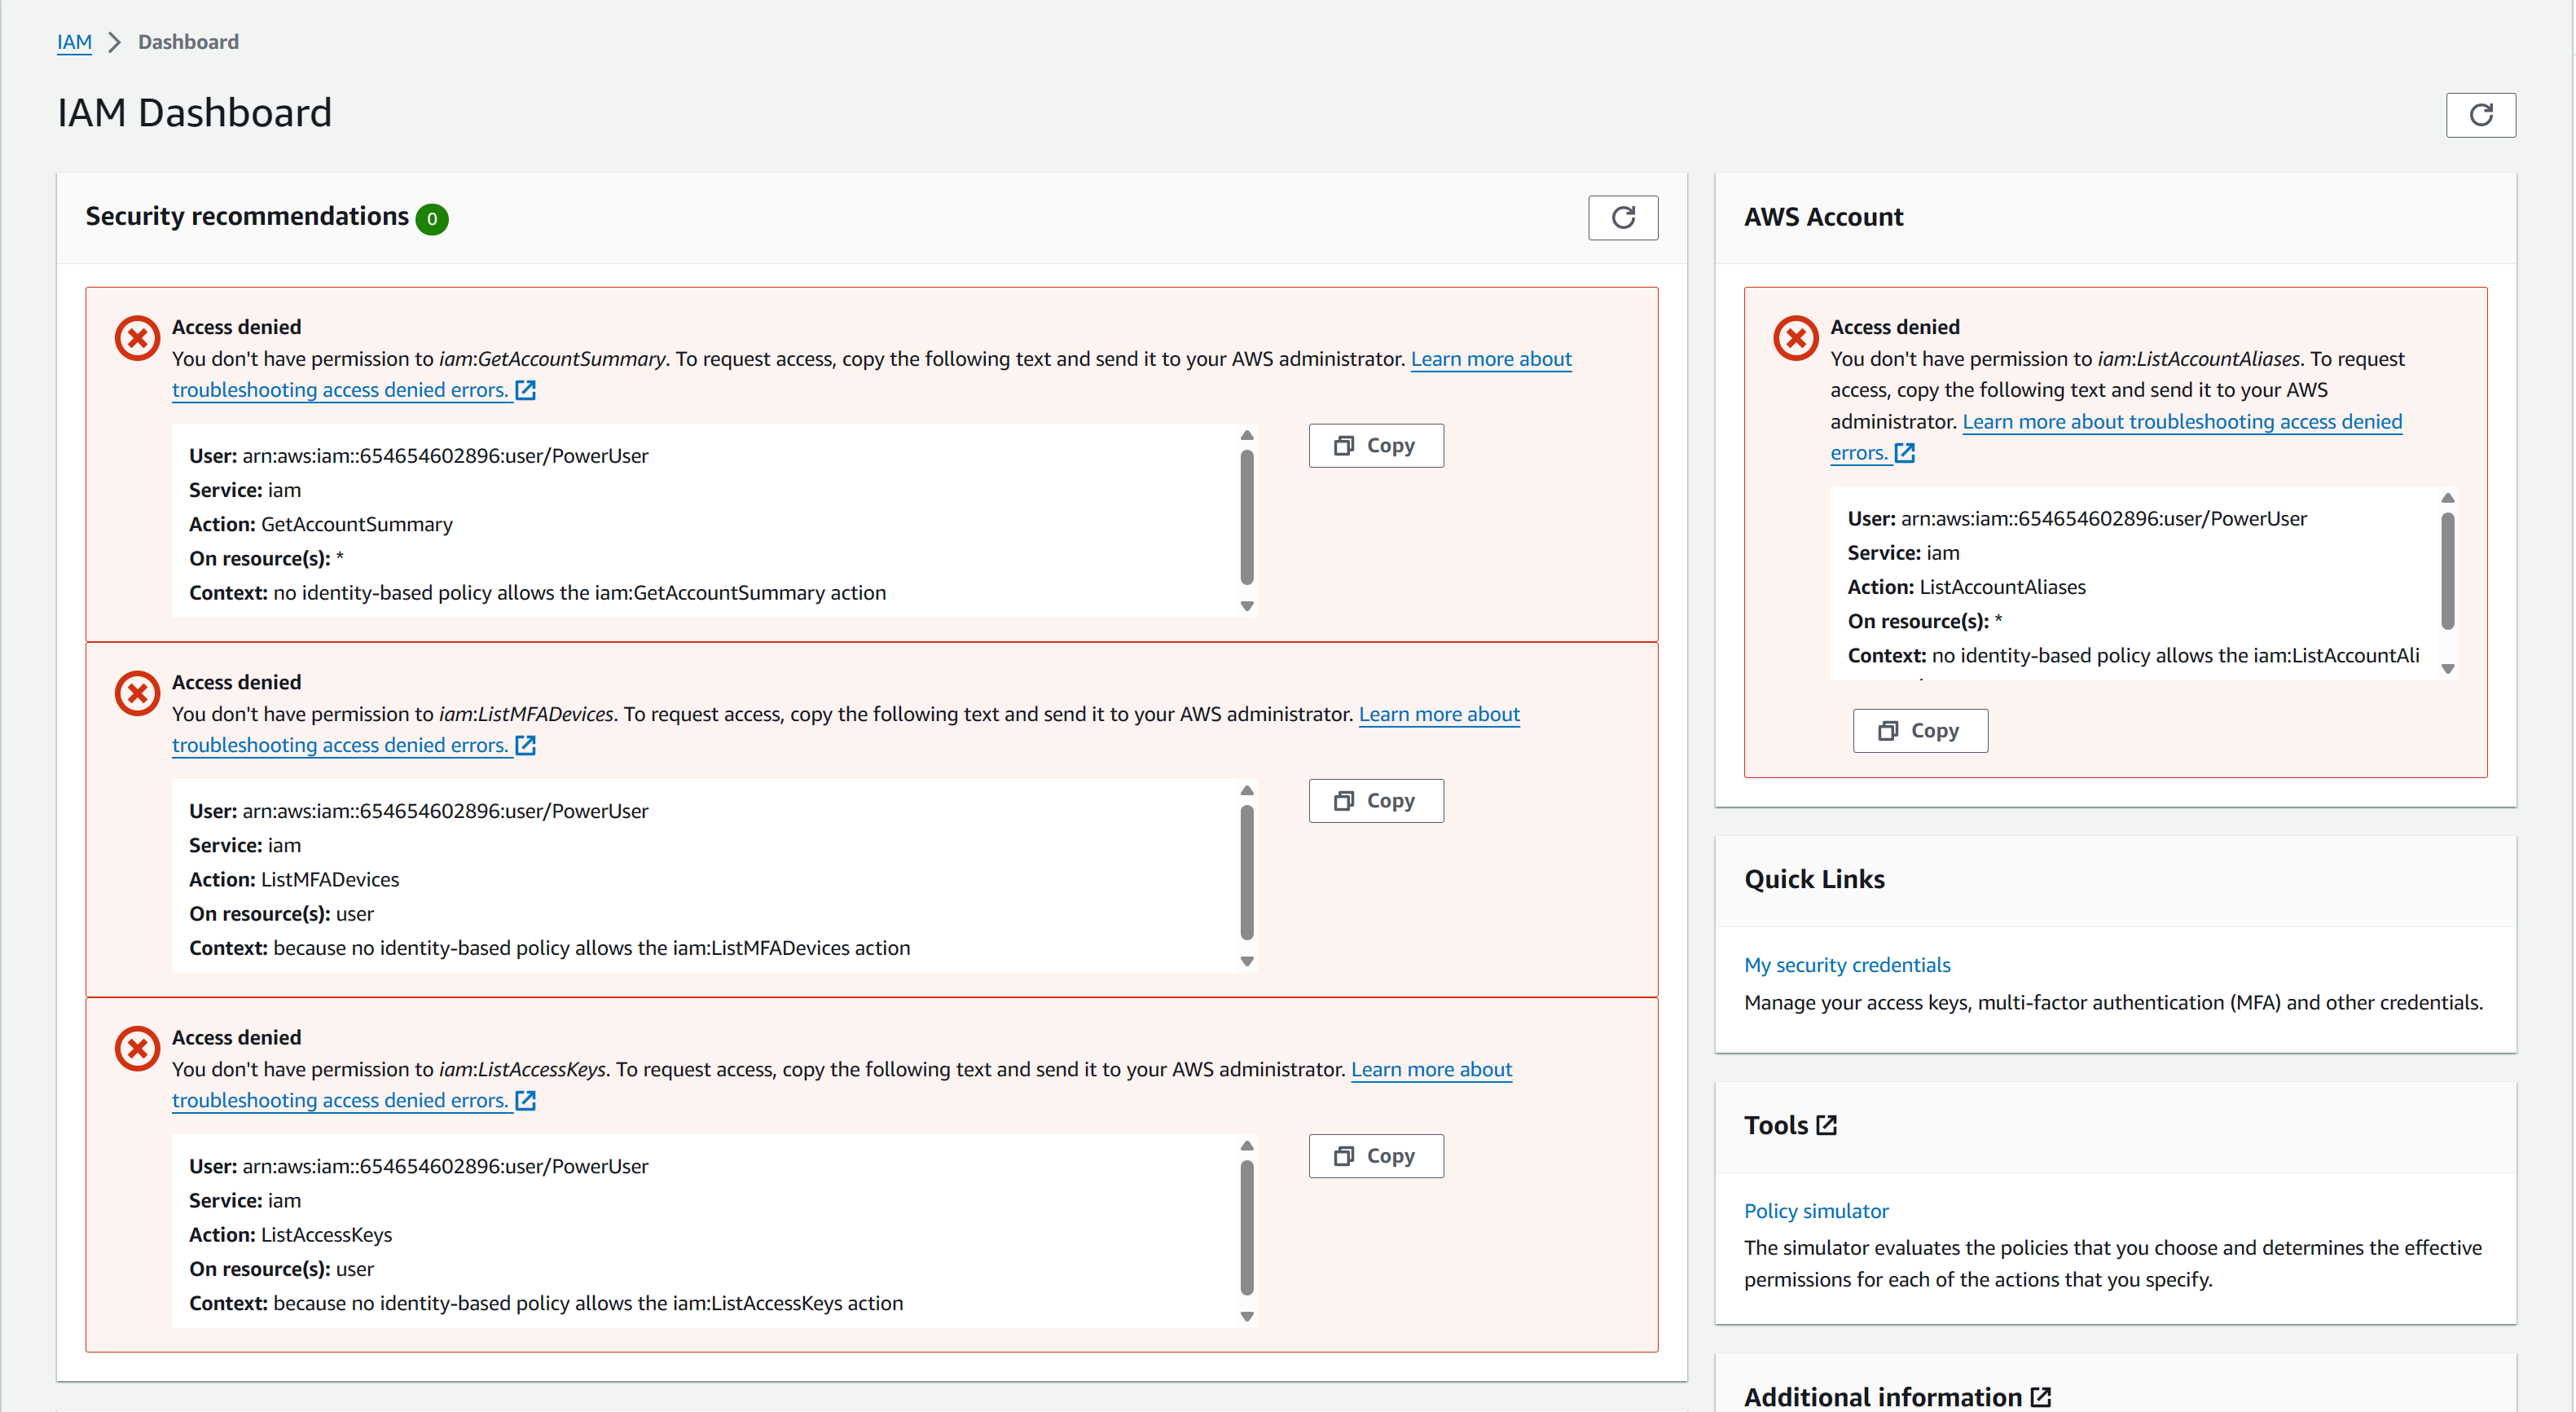 IAM > Dashboard
IAM Dashboard
Security recommendations 0
Access denied
You don't have permission to iam:GetAccountSummary. To request access, copy the following text and send it to your AWS administrator. Learn more about
troubleshooting access denied errors.
User: arn:aws:iam::654654602896:user/PowerUser
Service: iam
Action: GetAccountSummary
On resource(s): *
Context: no identity-based policy allows the iam:GetAccountSummary action
Copy
Access denied
You don't have permission to iam:ListMFADevices. To request access, copy the following text and send it to your AWS administrator. Learn more about
troubleshooting access denied errors.
User: arn:aws:iam::654654602896:user/PowerUser
Service: iam
Action: ListMFADevices
On resource(s): user
Context: because no identity-based policy allows the iam:ListMFADevices action
Copy
Access denied
You don't have permission to iam:ListAccessKeys. To request access, copy the following text and send it to your AWS administrator. Learn more about
troubleshooting access denied errors.
User: arn:aws:iam::654654602896:user/PowerUser
Service: iam
Action: ListAccessKeys
On resource(s): user
Context: because no identity-based policy allows the iam:ListAccessKeys action
Copy
AWS Account
Access denied
You don't have permission to iam:ListAccountAliases. To request
access, copy the following text and send it to your AWS
administrator. Learn more about troubleshooting access denied
errors.
User: arn:aws:iam::654654602896:user/PowerUser
Service: iam
Action: ListAccountAliases
On resource(s): *
Context: no identity-based policy allows the iam:ListAccountAli
Copy
Quick Links
My security credentials
Manage your access keys, multi-factor authentication (MFA) and other credentials.
Tools
Policy simulator
The simulator evaluates the policies that you choose and determines the effective
permissions for each of the actions that you specify.
Additional information